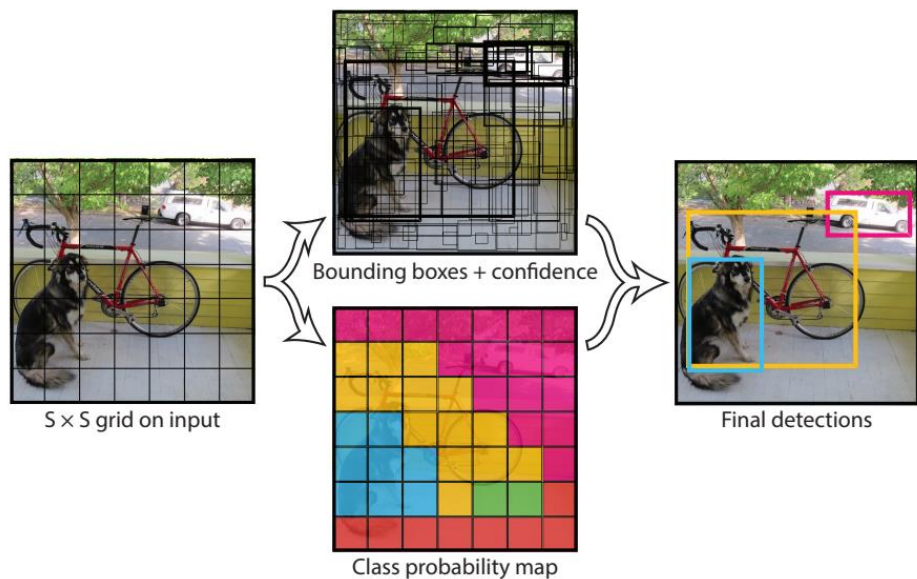 Bounding boxes + confidence
S × S grid on input
Final detections
Class probability map